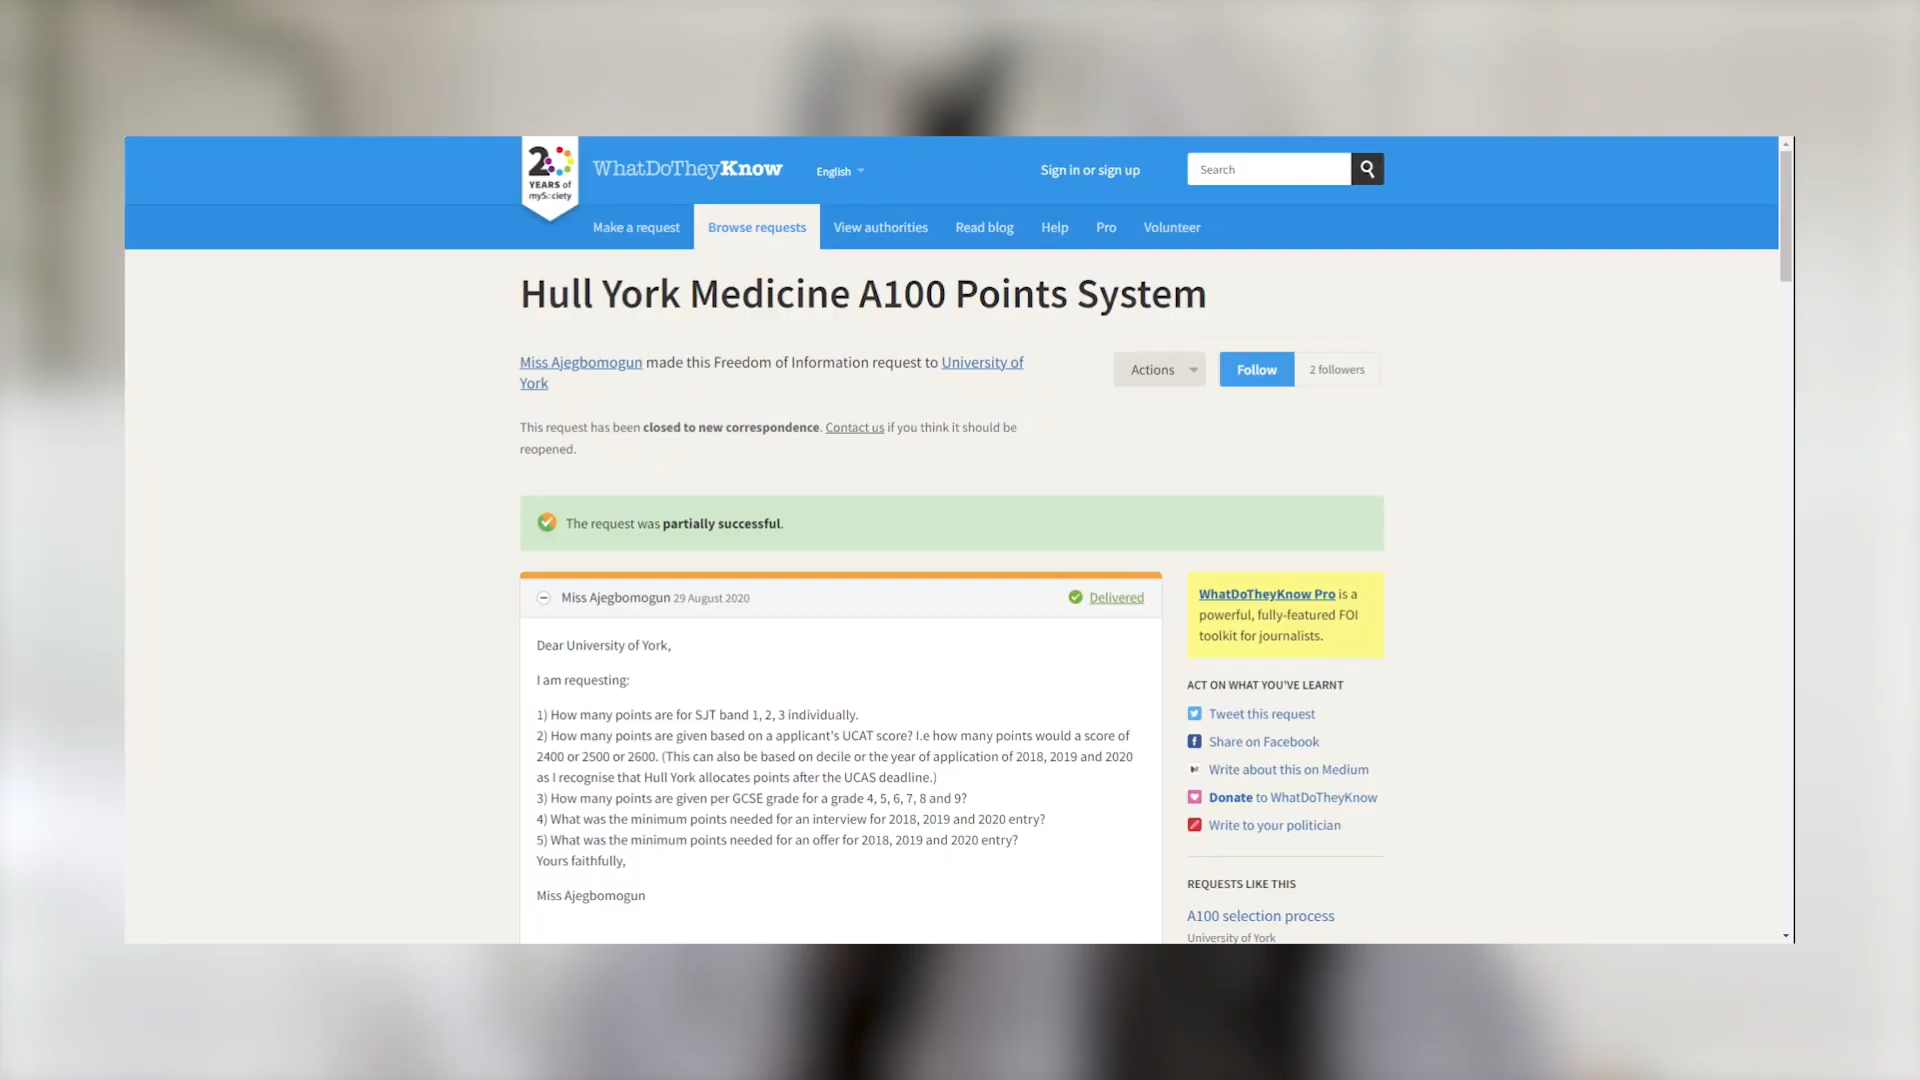 20
YEARS of
mySociety
WhatDoTheyKnow
English
Sign in or sign up
Search
Make a request
Browse requests
View authorities
Read blog
Help
Pro
Volunteer
Hull York Medicine A100 Points System
Miss Ajegbomogun made this Freedom of Information request to University of
York
Actions
Follow
2 followers
This request has been closed to new correspondence. Contact us if you think it should be
reopened.
The request was partially successful.
Miss Ajegbomogun 29 August 2020
Delivered
Dear University of York,
I am requesting:
1) How many points are for SJT band 1, 2, 3 individually.
2) How many points are given based on a applicant's UCAT score? I.e how many points would a score of
2400 or 2500 or 2600. (This can also be based on decile or the year of application of 2018, 2019 and 2020
as I recognise that Hull York allocates points after the UCAS deadline.)
3) How many points are given per GCSE grade for a grade 4, 5, 6, 7, 8 and 9?
4) What was the minimum points needed for an interview for 2018, 2019 and 2020 entry?
5) What was the minimum points needed for an offer for 2018, 2019 and 2020 entry?
Yours faithfully,
Miss Ajegbomogun
WhatDoTheyKnow Pro is a
powerful, fully-featured FOI
toolkit for journalists.
ACT ON WHAT YOU'VE LEARNT
Tweet this request
Share on Facebook
Write about this on Medium
Donate to WhatDoTheyKnow
Write to your politician
REQUESTS LIKE THIS
A100 selection process
University of York